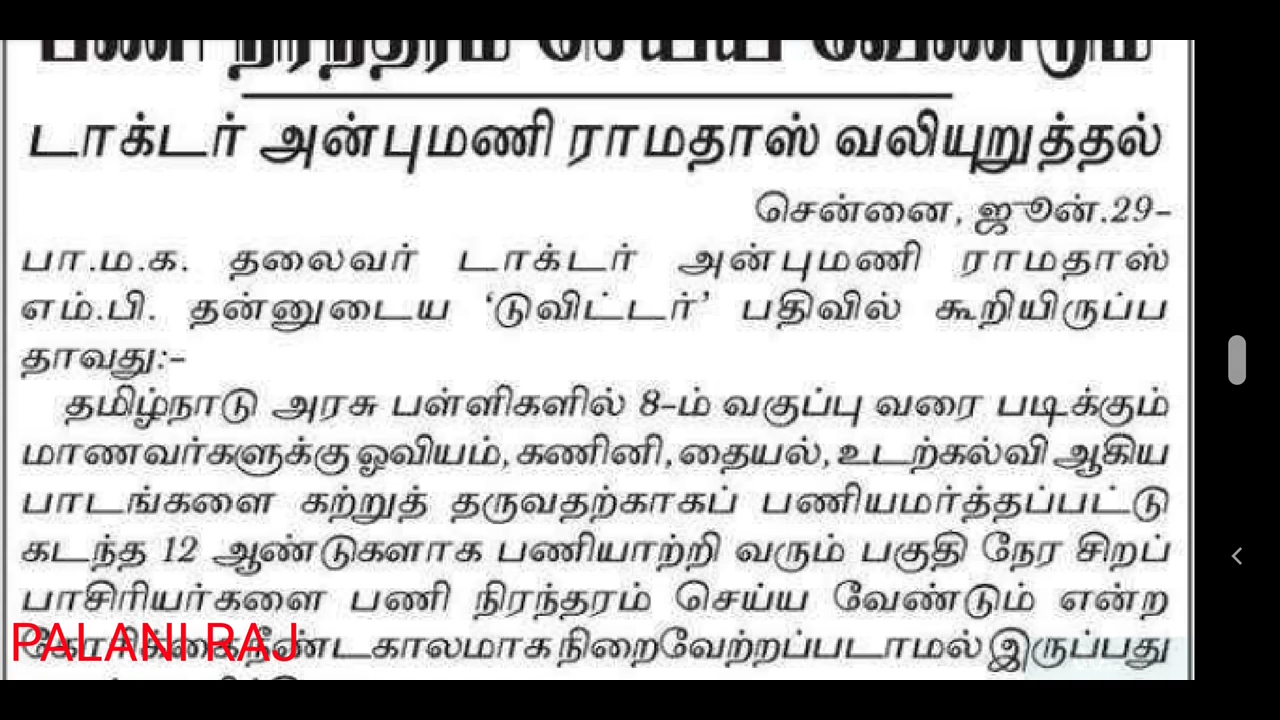 பணி நிரந்தரம் செய்ய வேண்டும்
டாக்டர் அன்புமணி ராமதாஸ் வலியுறுத்தல்
சென்னை, ஜூன்.29-
பா.ம.க. தலைவர் டாக்டர் அன்புமணி ராமதாஸ்
எம்.பி. தன்னுடைய ‘டுவிட்டர்’ பதிவில் கூறியிருப்ப
தாவது:-
தமிழ்நாடு அரசு பள்ளிகளில் 8-ம் வகுப்பு வரை படிக்கும்
மாணவர்களுக்கு ஓவியம், கணினி, தையல், உடற்கல்வி ஆகிய
பாடங்களை கற்றுத் தருவதற்காகப் பணியமர்த்தப்பட்டு
கடந்த 12 ஆண்டுகளாக பணியாற்றி வரும் பகுதி நேர சிறப்
பாசிரியர்களை பணி நிரந்தரம் செய்ய வேண்டும் என்ற
கோரிக்கை நீண்டகாலமாக நிறைவேற்றப்படாமல் இருப்பது
PALANI RAJ